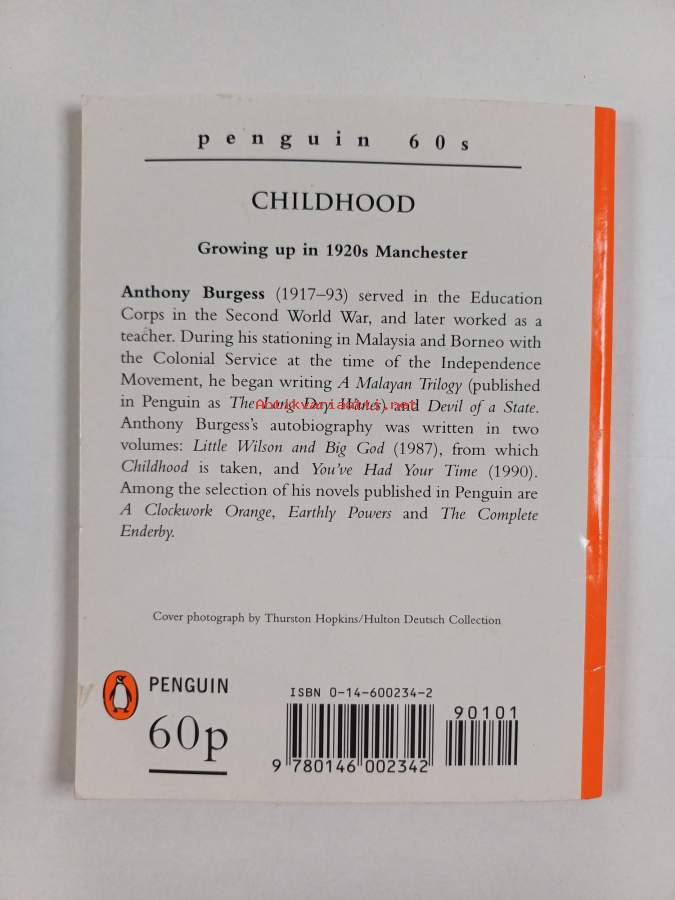 penguin 60s
CHILDHOOD
Growing up in 1920s Manchester
Anthony Burgess (1917–93) served in the Education
Corps in the Second World War, and later worked as a
teacher. During his stationing in Malaysia and Borneo with
the Colonial Service at the time of the Independence
Movement, he began writing A Malayan Trilogy (published
in Penguin as The Long Day Wanes) and Devil of a State.
Anthony Burgess's autobiography was written in two
volumes: Little Wilson and Big God (1987), from which
Childhood is taken, and You've Had Your Time (1990).
Among the selection of his novels published in Penguin are
A Clockwork Orange, Earthly Powers and The Complete
Enderby.
Cover photograph by Thurston Hopkins/Hulton Deutsch Collection
PENGUIN
60p
ISBN 0-14-600234-2
90101
9 780146 002342